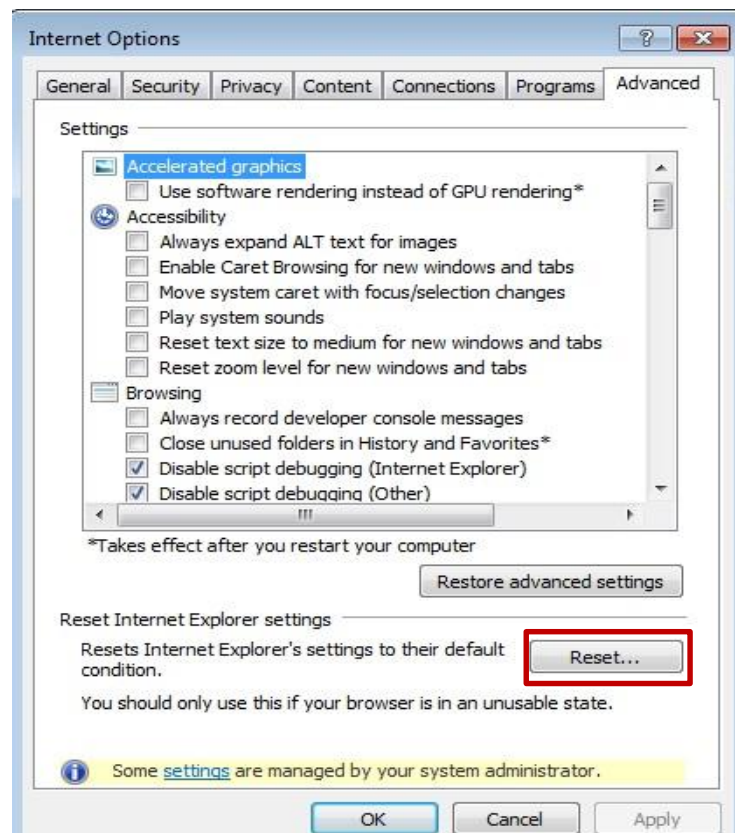 Internet Options
General Security Privacy Content Connections Programs Advanced
Settings
Accelerated graphics
Use software rendering instead of GPU rendering*
Accessibility
Always expand ALT text for images
Enable Caret Browsing for new windows and tabs
Move system caret with focus/selection changes
Play system sounds
Reset text size to medium for new windows and tabs
Reset zoom level for new windows and tabs
Browsing
Always record developer console messages
Close unused folders in History and Favorites*
Disable script debugging (Internet Explorer)
Disable script debugging (Other)
*Takes effect after you restart your computer
Restore advanced settings
Reset Internet Explorer settings
Resets Internet Explorer's settings to their default
condition.
Reset...
You should only use this if your browser is in an unusable state.
Some settings are managed by your system administrator.
OK Cancel Apply